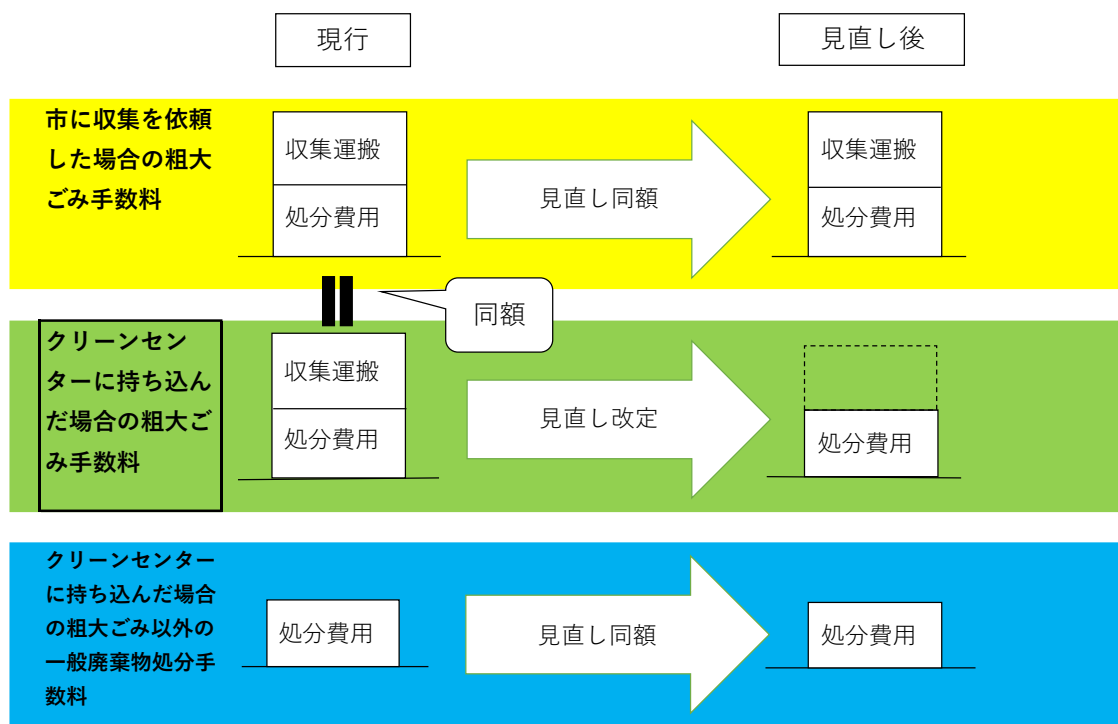 現行
見直し後
市に収集を依頼
した場合の粗大
ごみ手数料
収集運搬
処分費用
見直し同額
収集運搬
処分費用
同額
クリーンセン
ターに持ち込ん
だ場合の粗大ご
み手数料
収集運搬
処分費用
見直し改定
処分費用
クリーンセンター
に持ち込んだ場合
の粗大ごみ以外の
一般廃棄物処分手
数料
処分費用
見直し同額
処分費用